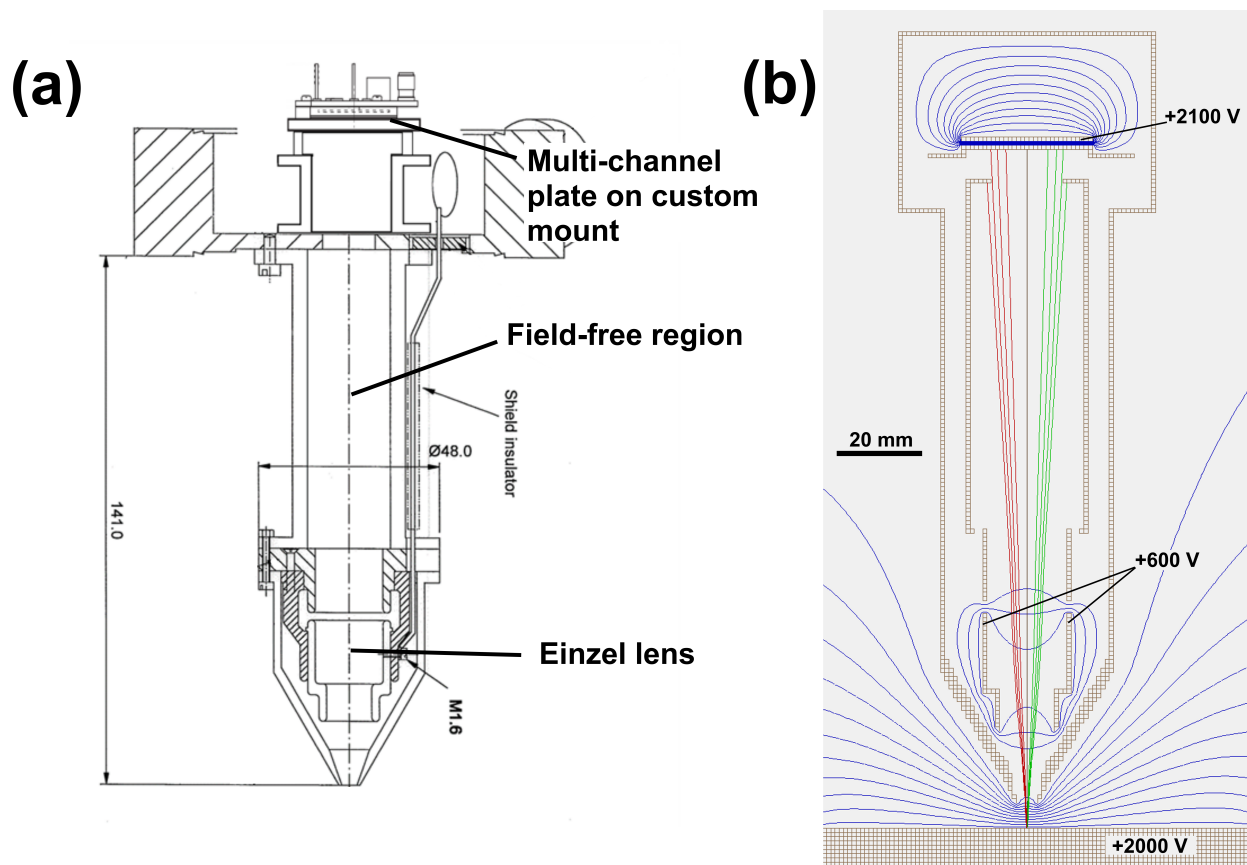 (a)
Multi-channel
plate on custom
mount
Field-free region
Shield insulator
Ø48.0
141.0
Einzel lens
M1.6
(b)
+2100 V
20 mm
+600 V
+2000 V